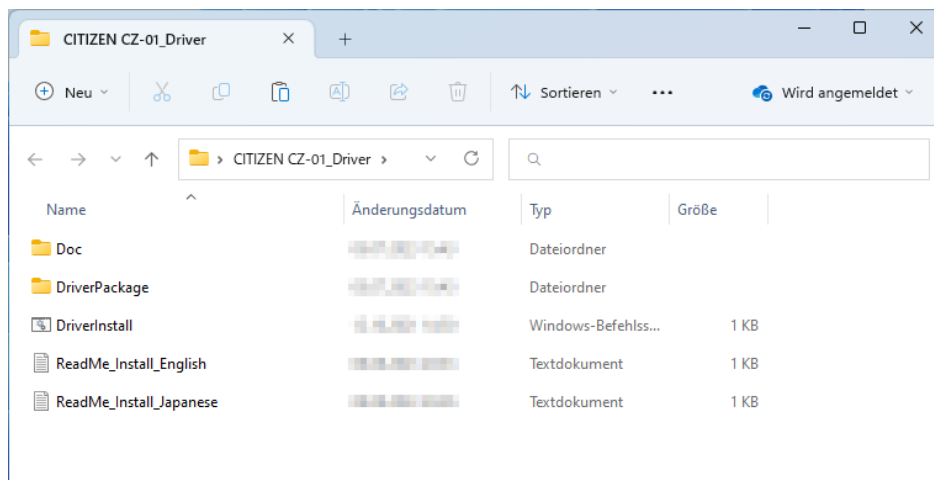 CITIZEN CZ-01_Driver
Neu
Sortieren
Wird angemeldet
CITIZEN CZ-01_Driver
Name Änderungsdatum Typ Größe
Doc Dateiordner
DriverPackage Dateiordner
DriverInstall Windows-Befehlss... 1 KB
ReadMe_Install_English Textdokument 1 KB
ReadMe_Install_Japanese Textdokument 1 KB